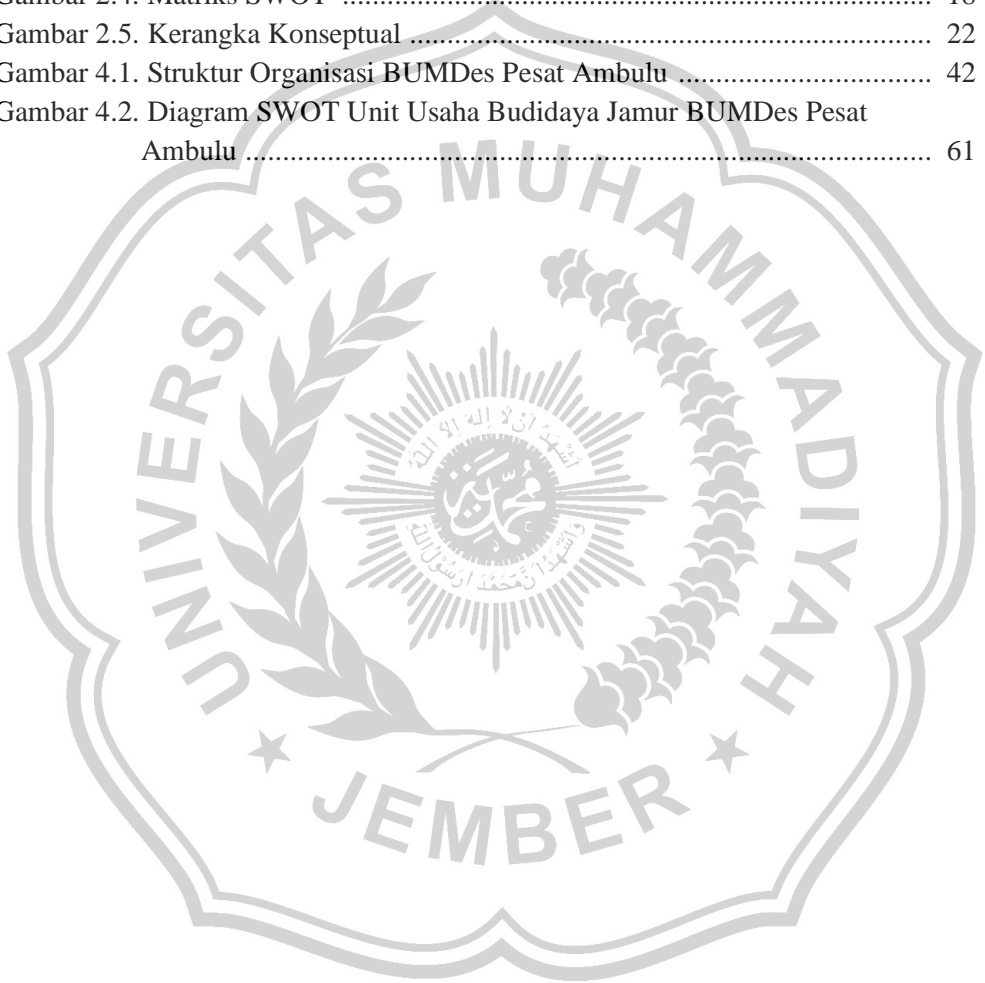 Gambar 2.4. Matriks SWOT ................................................................................ 18
Gambar 2.5. Kerangka Konseptual ...................................................................... 22
Gambar 4.1. Struktur Organisasi BUMDes Pesat Ambulu .................................. 42
Gambar 4.2. Diagram SWOT Unit Usaha Budidaya Jamur BUMDes Pesat
Ambulu ............................................................................................ 61
UNIVERSITAS MUHAMMADIYAH
JEMBER